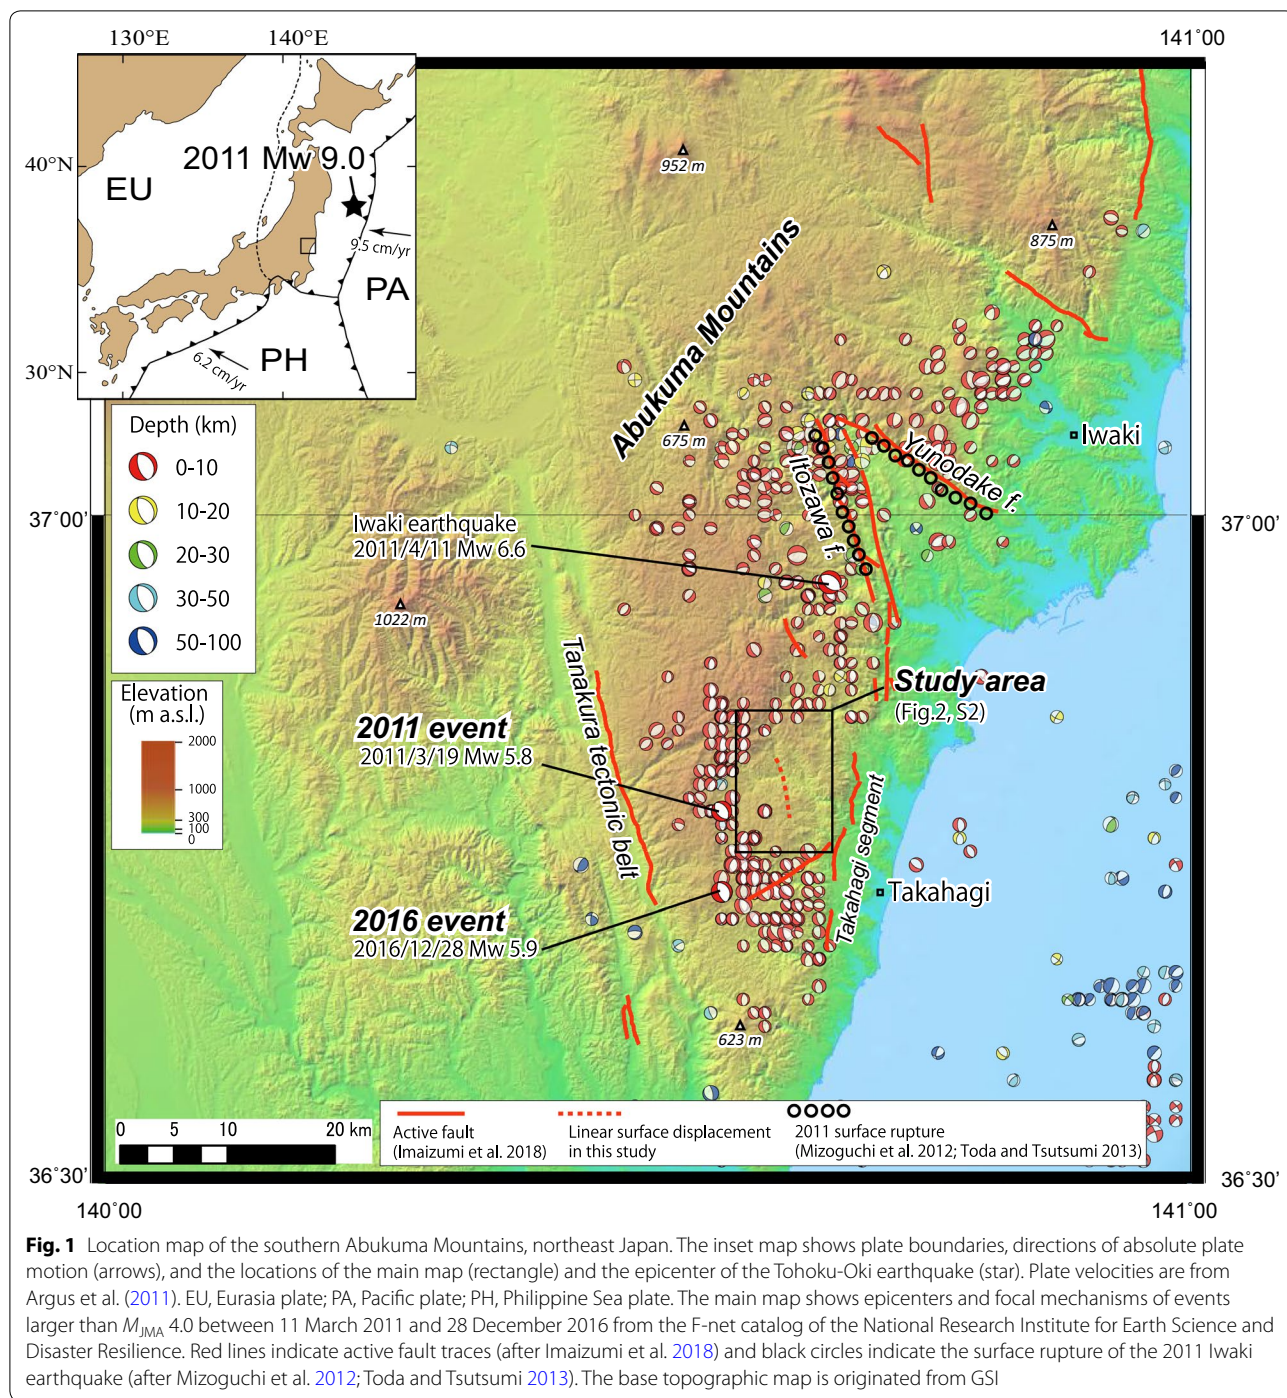 130°E
140°E
40°N
30°N
2011 Mw 9.0
EU
9.5 cm/yr
PA
PH
6.2 cm/yr
141°00
952 m
875 m
Abukuma Mountains
675 m
Iwaki
Yunodake f.
Itozawa f.
Depth (km)
0-10
10-20
20-30
30-50
50-100
37°00'
37°00'
Iwaki earthquake
2011/4/11 Mw 6.6
1022 m
Elevation
(m a.s.l.)
2000
1000
300
100
0
Tanakura tectonic belt
Study area
(Fig.2, S2)
2011 event
2011/3/19 Mw 5.8
2016 event
2016/12/28 Mw 5.9
Takahagi segment
Takahagi
623 m
0 5 10 20 km
Active fault
(Imaizumi et al. 2018)
Linear surface displacement
in this study
2011 surface rupture
(Mizoguchi et al. 2012; Toda and Tsutsumi 2013)
36°30'
36°30'
140°00
141°00
Fig. 1 Location map of the southern Abukuma Mountains, northeast Japan. The inset map shows plate boundaries, directions of absolute plate
motion (arrows), and the locations of the main map (rectangle) and the epicenter of the Tohoku-Oki earthquake (star). Plate velocities are from
Argus et al. (2011). EU, Eurasia plate; PA, Pacific plate; PH, Philippine Sea plate. The main map shows epicenters and focal mechanisms of events
larger than MJMA 4.0 between 11 March 2011 and 28 December 2016 from the F-net catalog of the National Research Institute for Earth Science and
Disaster Resilience. Red lines indicate active fault traces (after Imaizumi et al. 2018) and black circles indicate the surface rupture of the 2011 Iwaki
earthquake (after Mizoguchi et al. 2012; Toda and Tsutsumi 2013). The base topographic map is originated from GSI